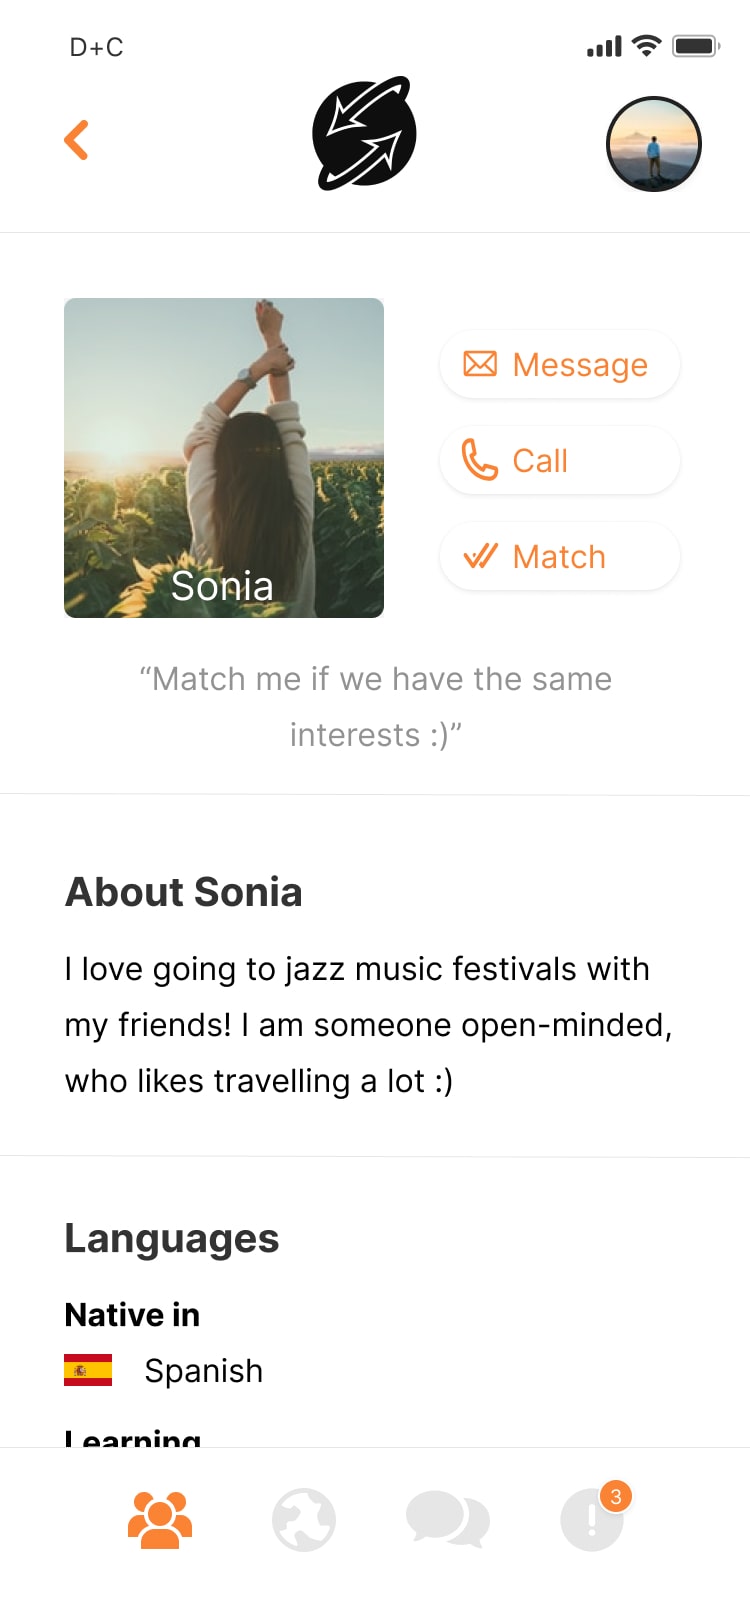 D+C
Message
Call
Match
Sonia
“Match me if we have the same
interests :)”
About Sonia
I love going to jazz music festivals with
my friends! I am someone open-minded,
who likes travelling a lot :)
Languages
Native in
Spanish
Learning
3